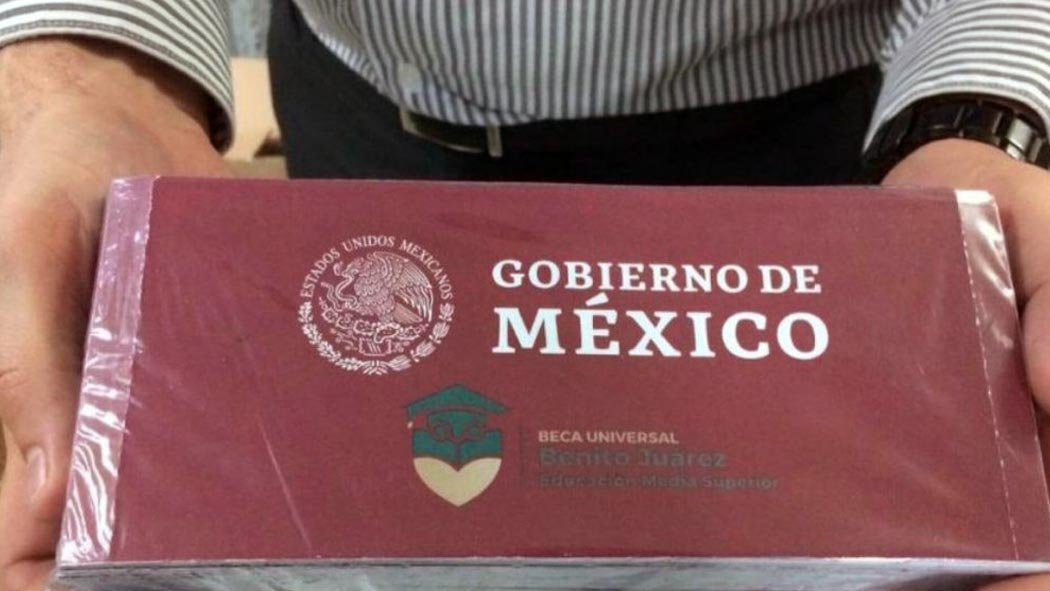 ESTADOS UNIDOS MEXICANOS
GOBIERNO DE
MÉXICO
BECA UNIVERSAL
Benito Juárez
Educación Media Superior